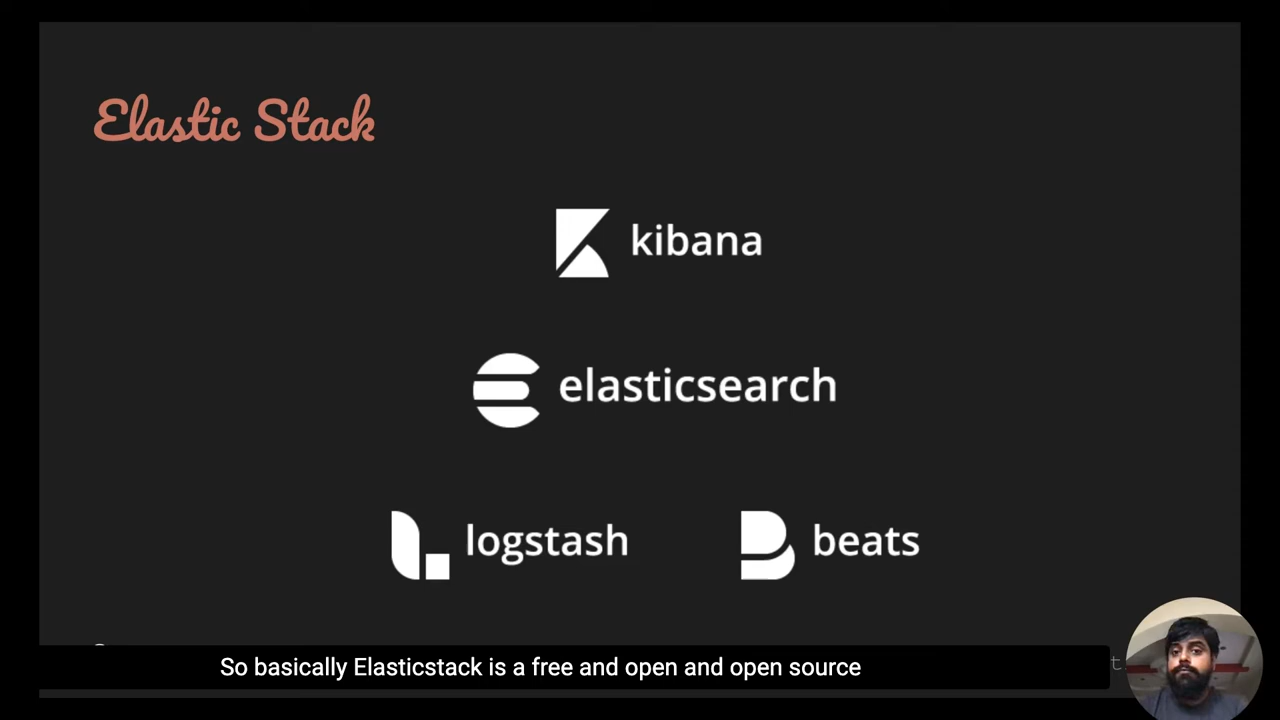 Elastic Stack
kibana
elasticsearch
logstash
beats
So basically Elasticstack is a free and open and open source